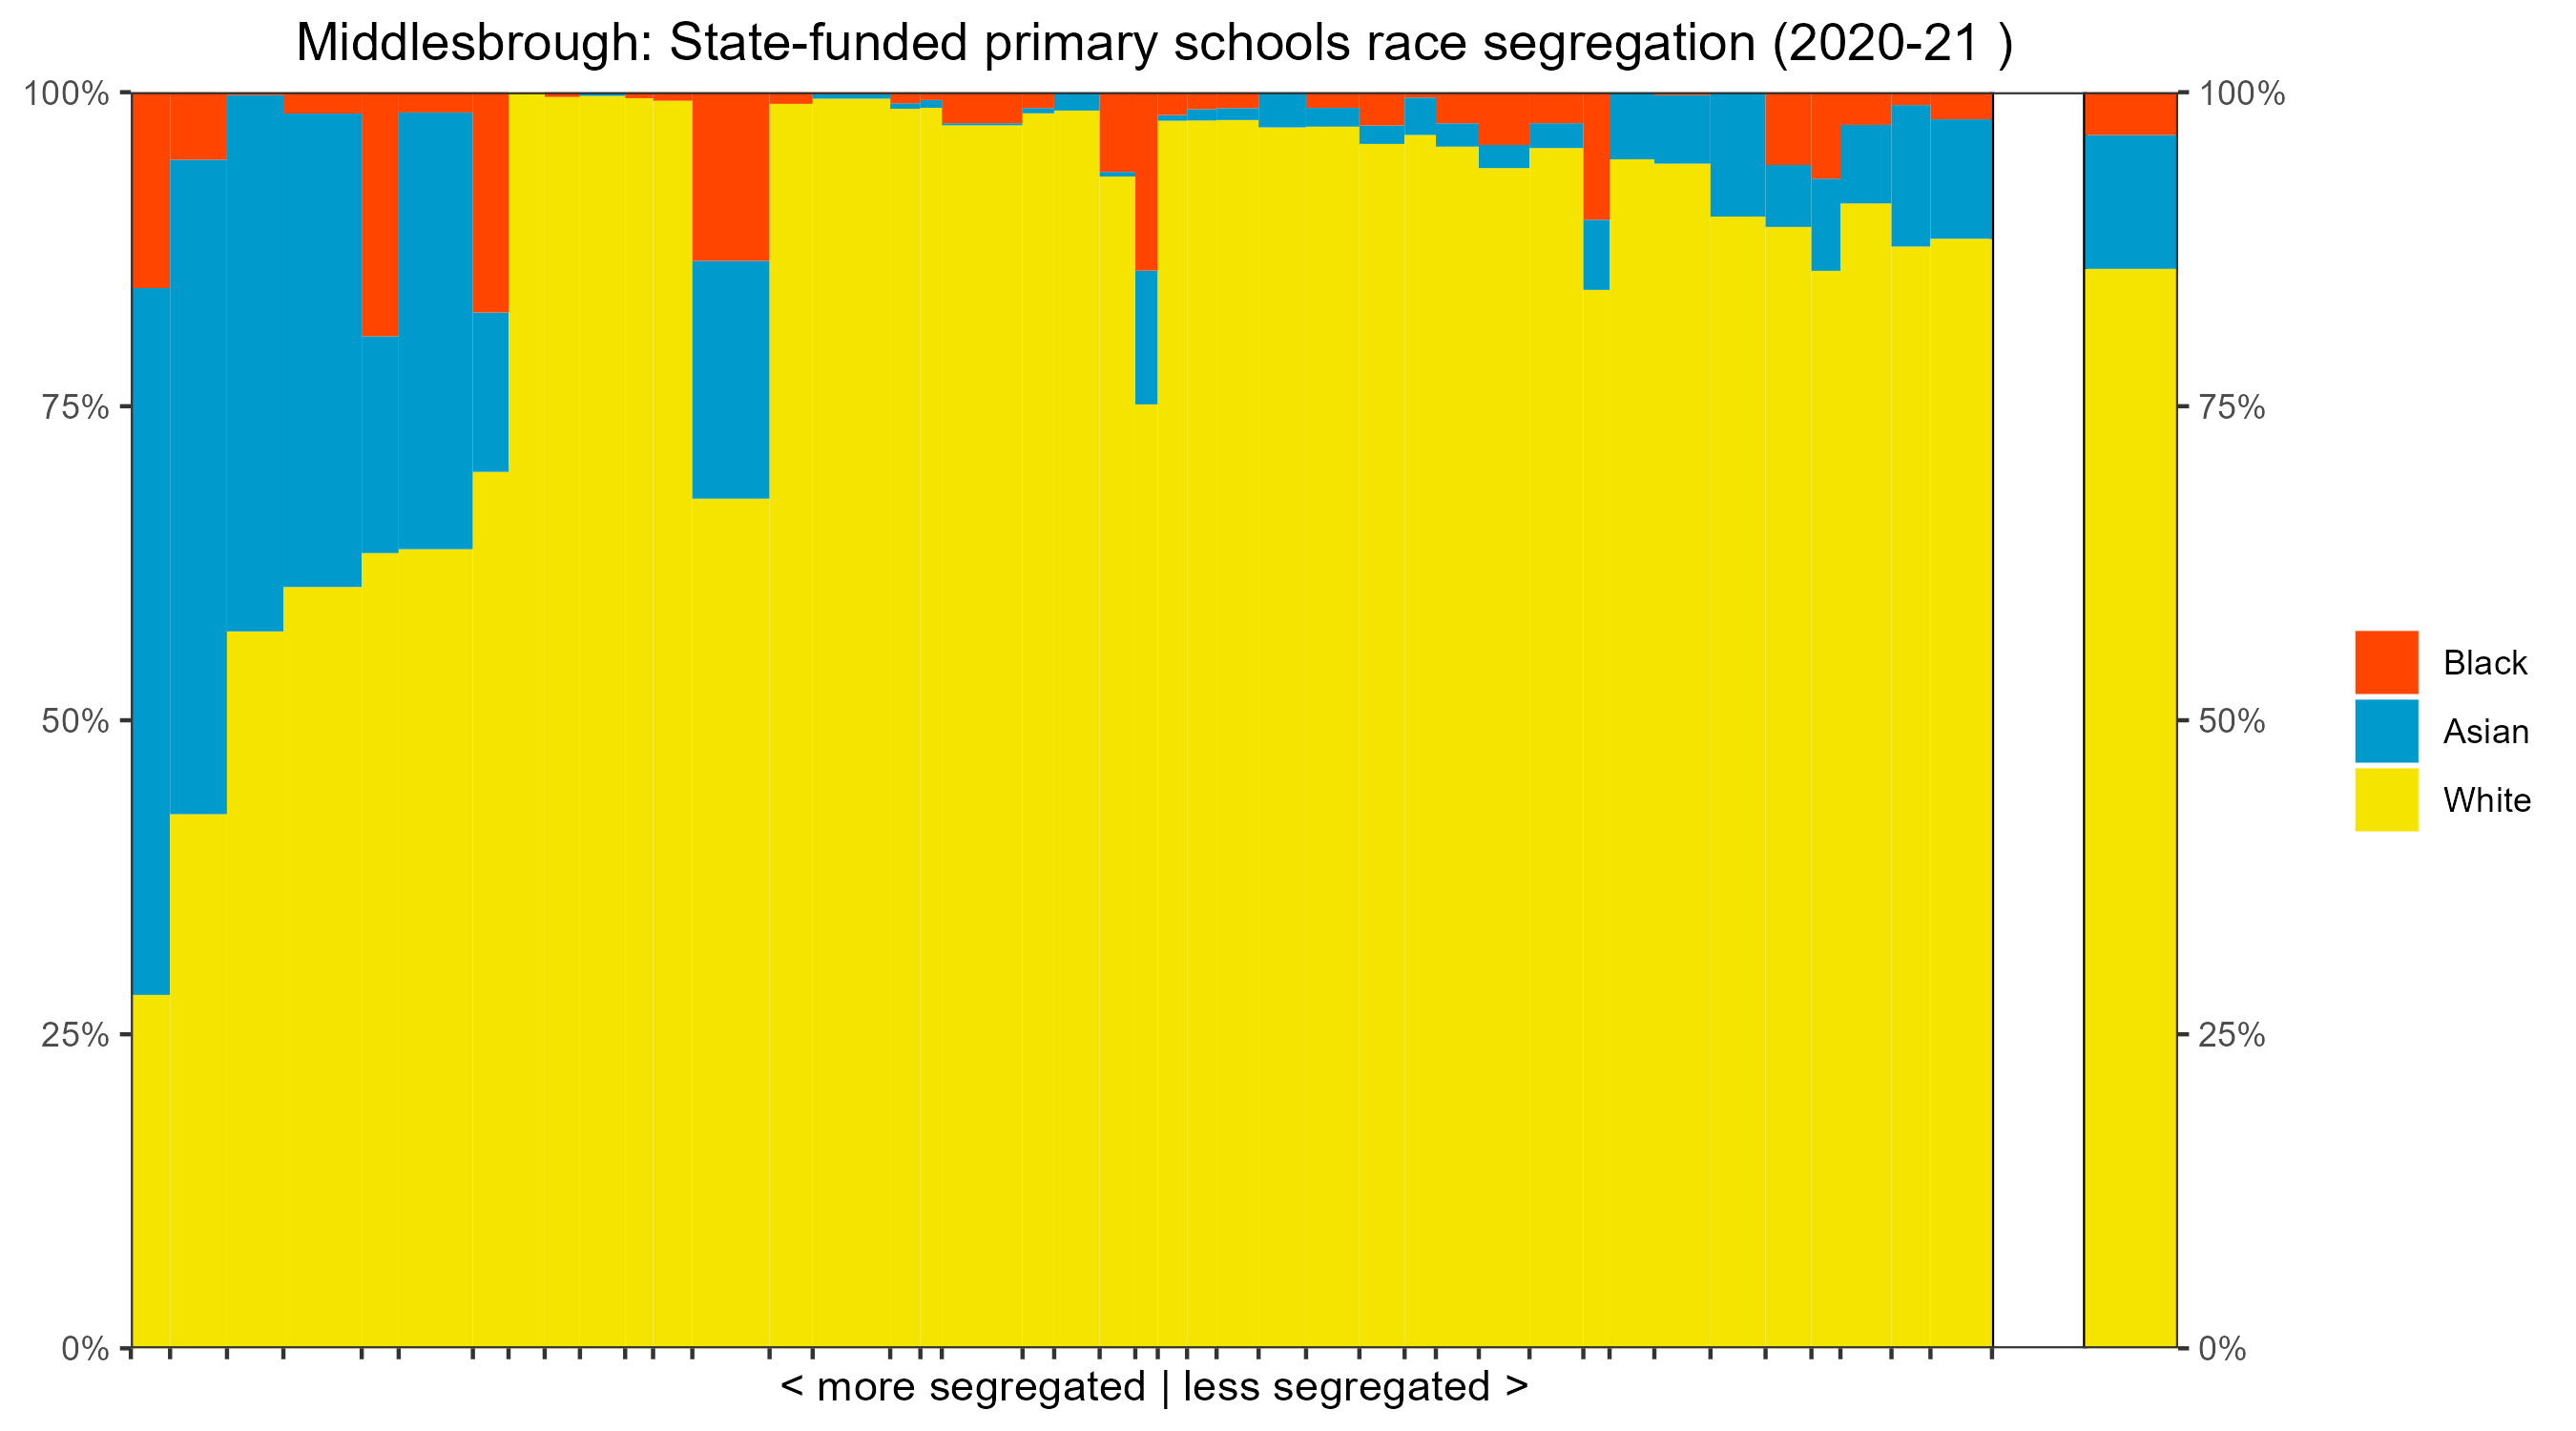 Middlesbrough: State-funded primary schools race segregation (2020-21 )
100%
75%
50%
25%
0%
100%
75%
50%
25%
0%
Black
Asian
White
< more segregated | less segregated >